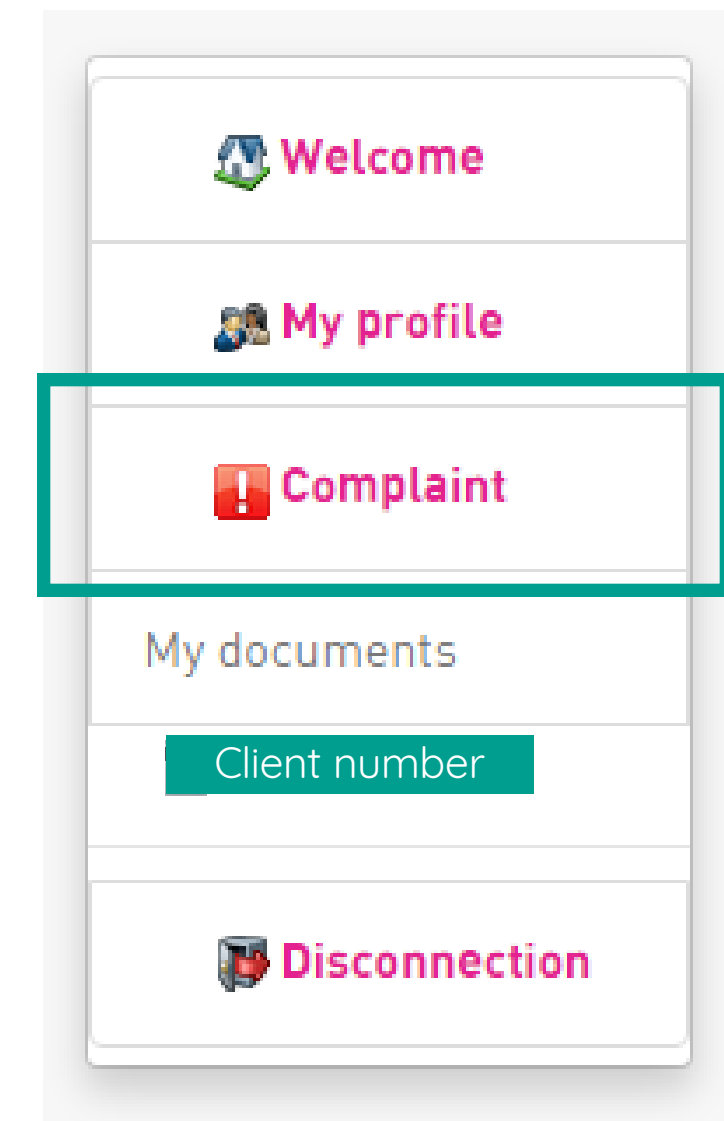 Welcome
My profile
Complaint
My documents
Client number
Disconnection